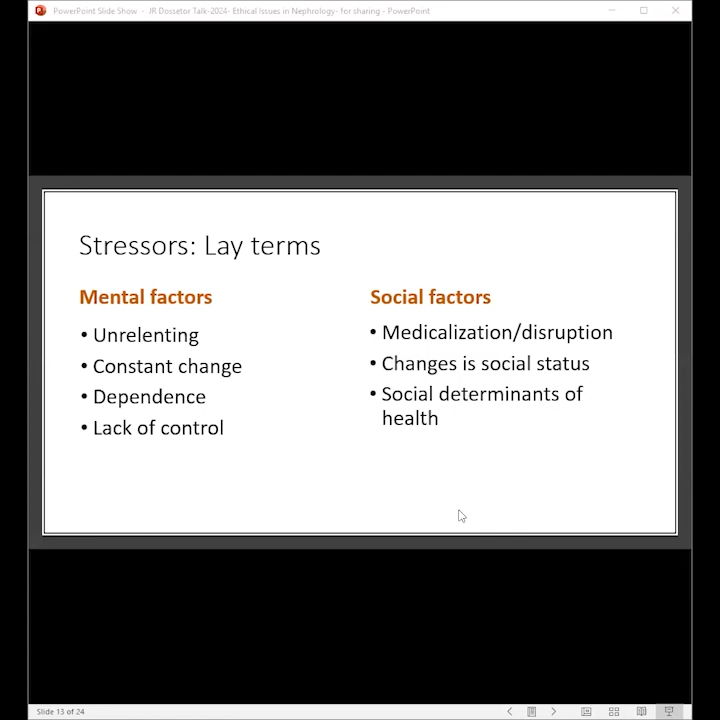 PowerPoint Slide Show - JR Dossetor Talk-2024- Ethical Issues in Nephrology- for sharing - PowerPoint
Stressors: Lay terms
Mental factors
• Unrelenting
• Constant change
• Dependence
• Lack of control
Social factors
• Medicalization/disruption
• Changes is social status
• Social determinants of
health
Slide 13 of 24